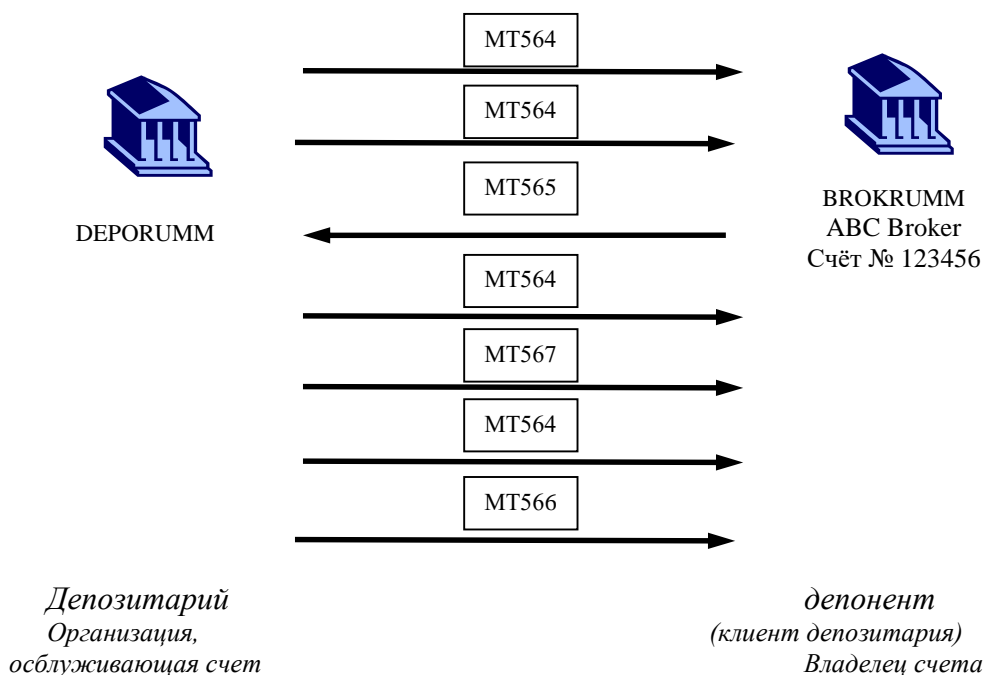 MT564
MT564
MT565
DEPORUMM
BROKRUMM
ABC Broker
Счёт № 123456
MT564
MT567
MT564
MT566
Депозитарий
Организация,
осблуживающая счет
депонент
(клиент депозитария)
Владелец счета